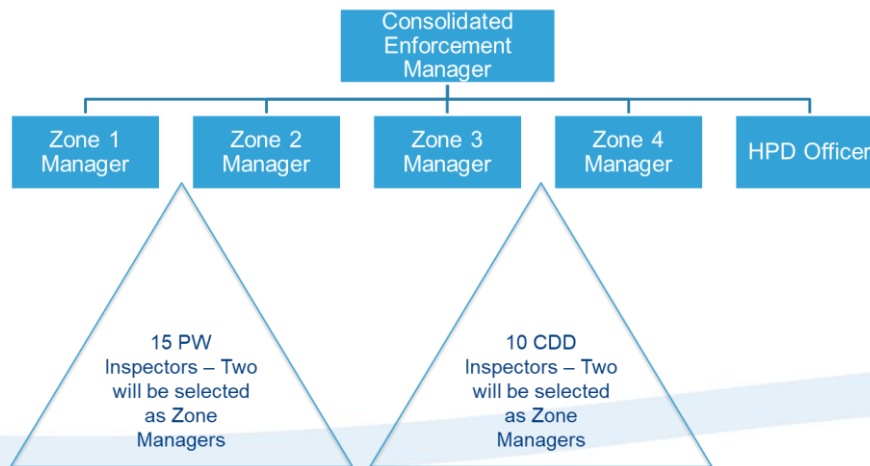 Consolidated
Enforcement
Manager
Zone 1
Manager
Zone 2
Manager
Zone 3
Manager
Zone 4
Manager
HPD Officer
15 PW
Inspectors – Two
will be selected
as Zone
Managers
10 CDD
Inspectors – Two
will be selected
as Zone
Managers